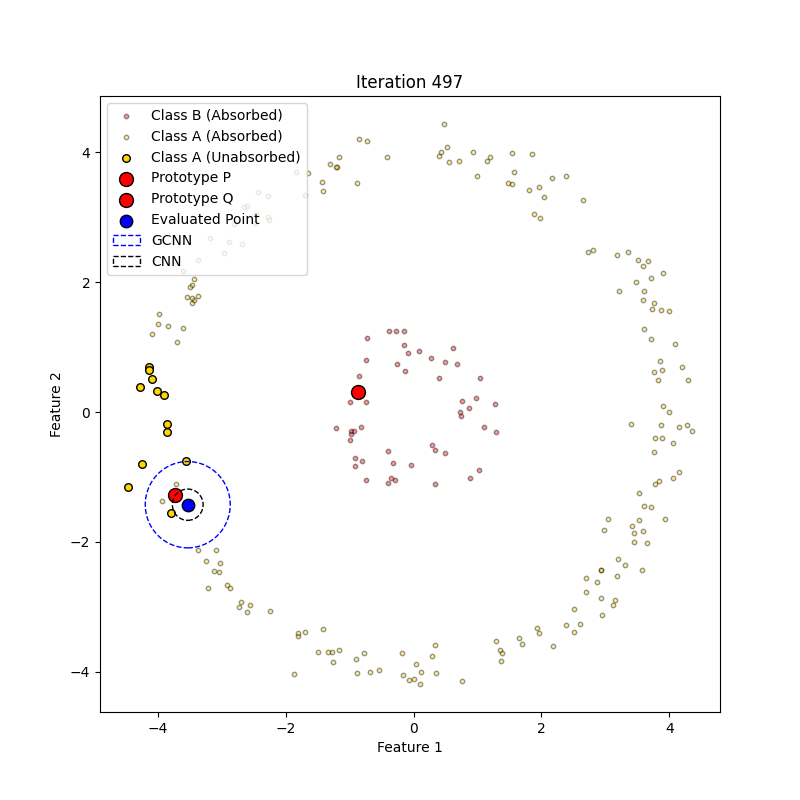 Iteration 497
Class B (Absorbed)
Class A (Absorbed)
Class A (Unabsorbed)
Prototype P
Prototype Q
Evaluated Point
GCNN
CNN
4
2
0
−2
−4
Feature 2
−4 −2 0 2 4
Feature 1